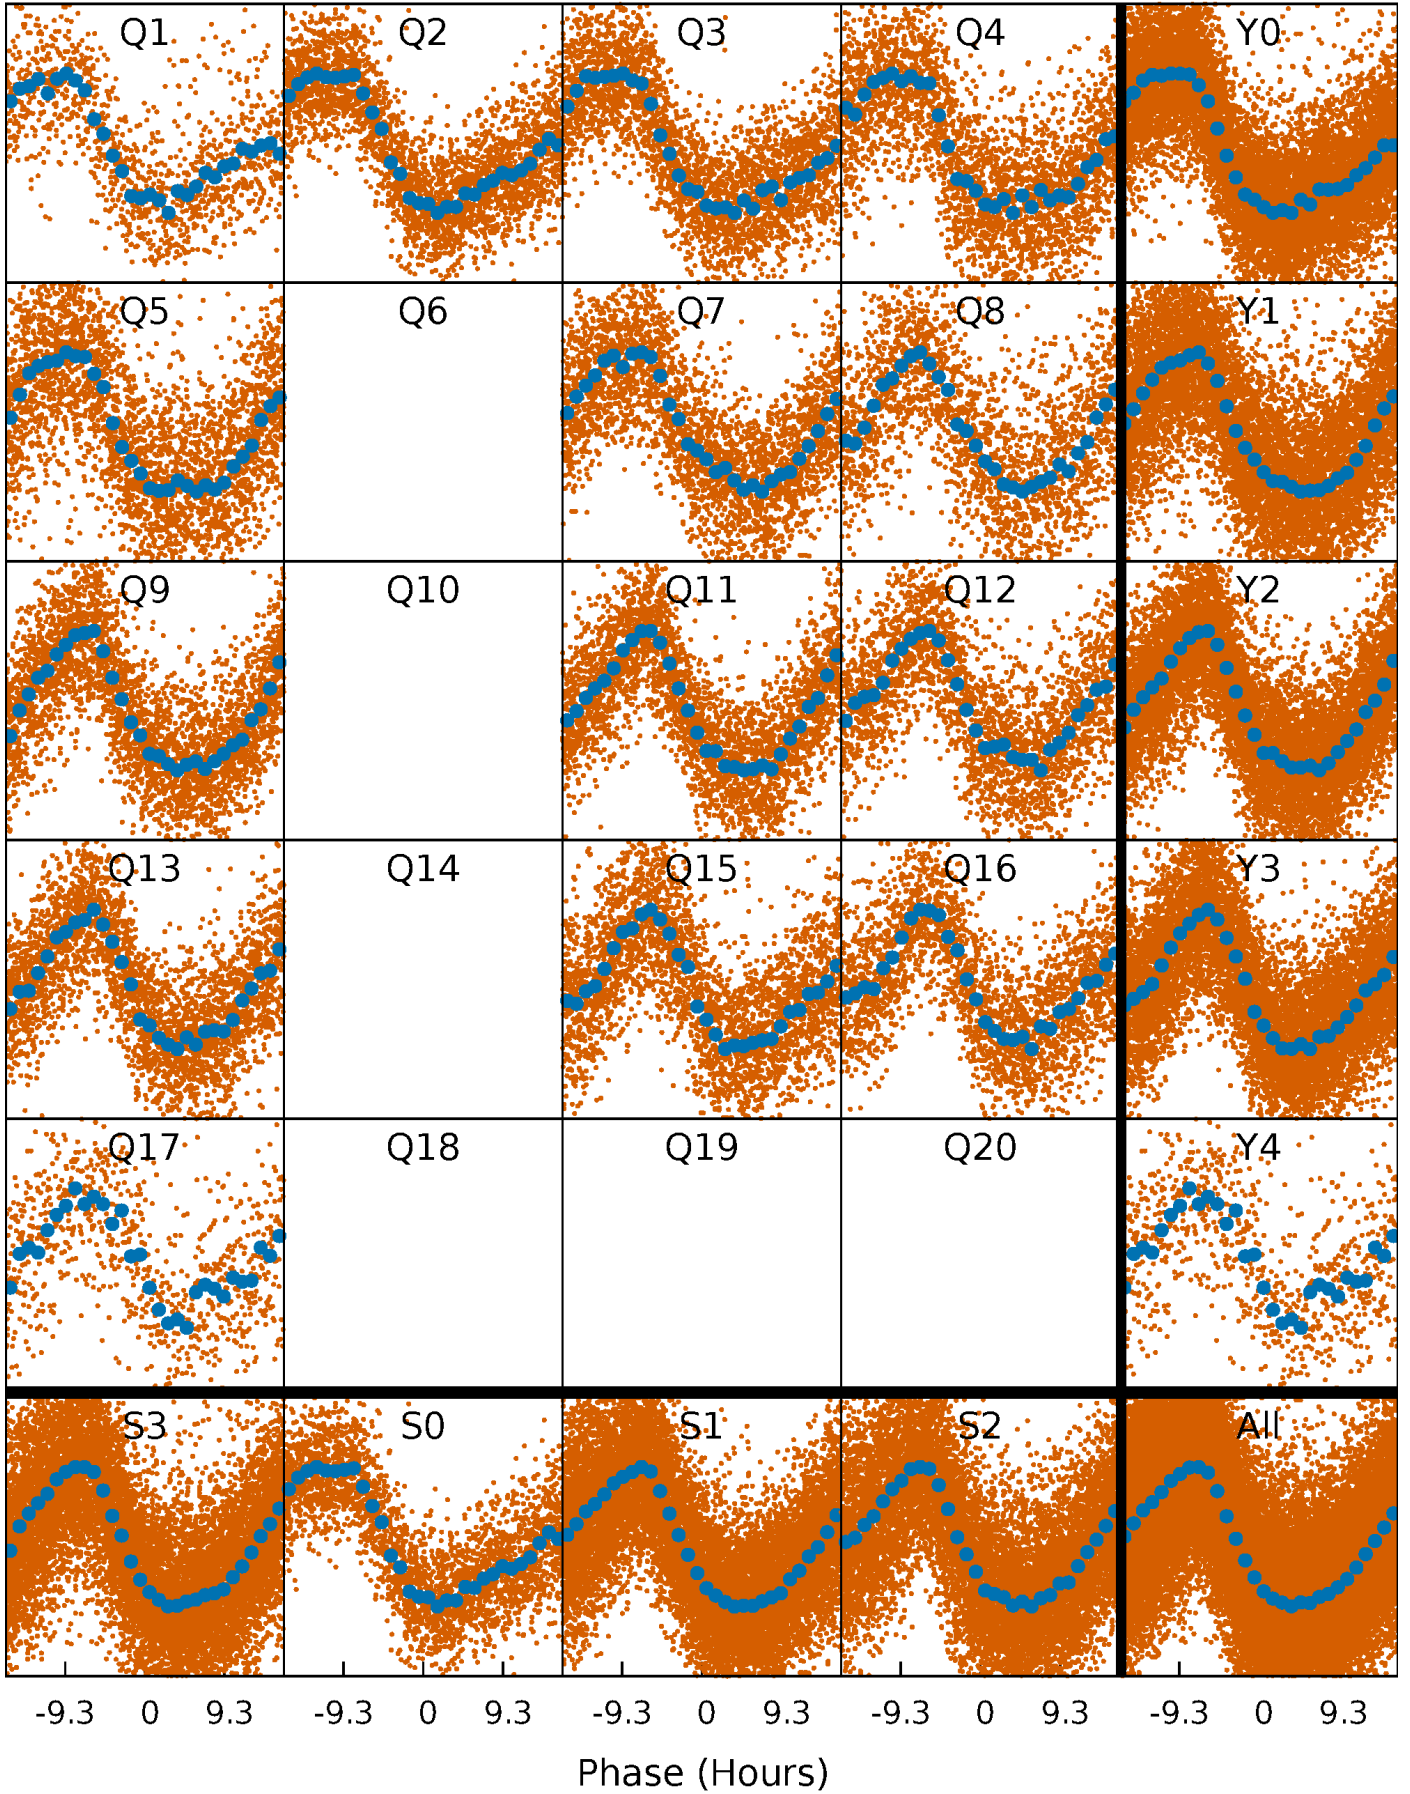 Q1 Q2 Q3 Q4 Y0
Q5 Q6 Q7 Q8 Y1
Q9 Q10 Q11 Q12 Y2
Q13 Q14 Q15 Q16 Y3
Q17 Q18 Q19 Q20 Y4
S3 S0 S1 S2 All
-9.3 0 9.3 -9.3 0 9.3 -9.3 0 9.3 -9.3 0 9.3 -9.3 0 9.3
Phase (Hours)